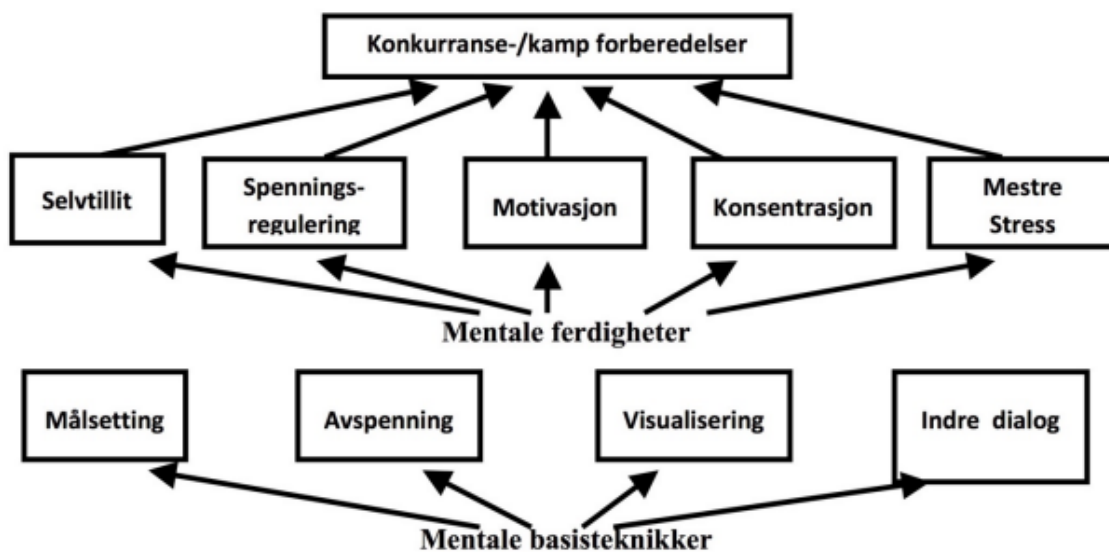 Konkurranse-/kamp forberedelser
Selvtillit
Spennings-
regulering
Motivasjon
Konsentrasjon
Mestre
Stress
Mentale ferdigheter
Målsetting
Avspenning
Visualisering
Indre dialog
Mentale basisteknikker